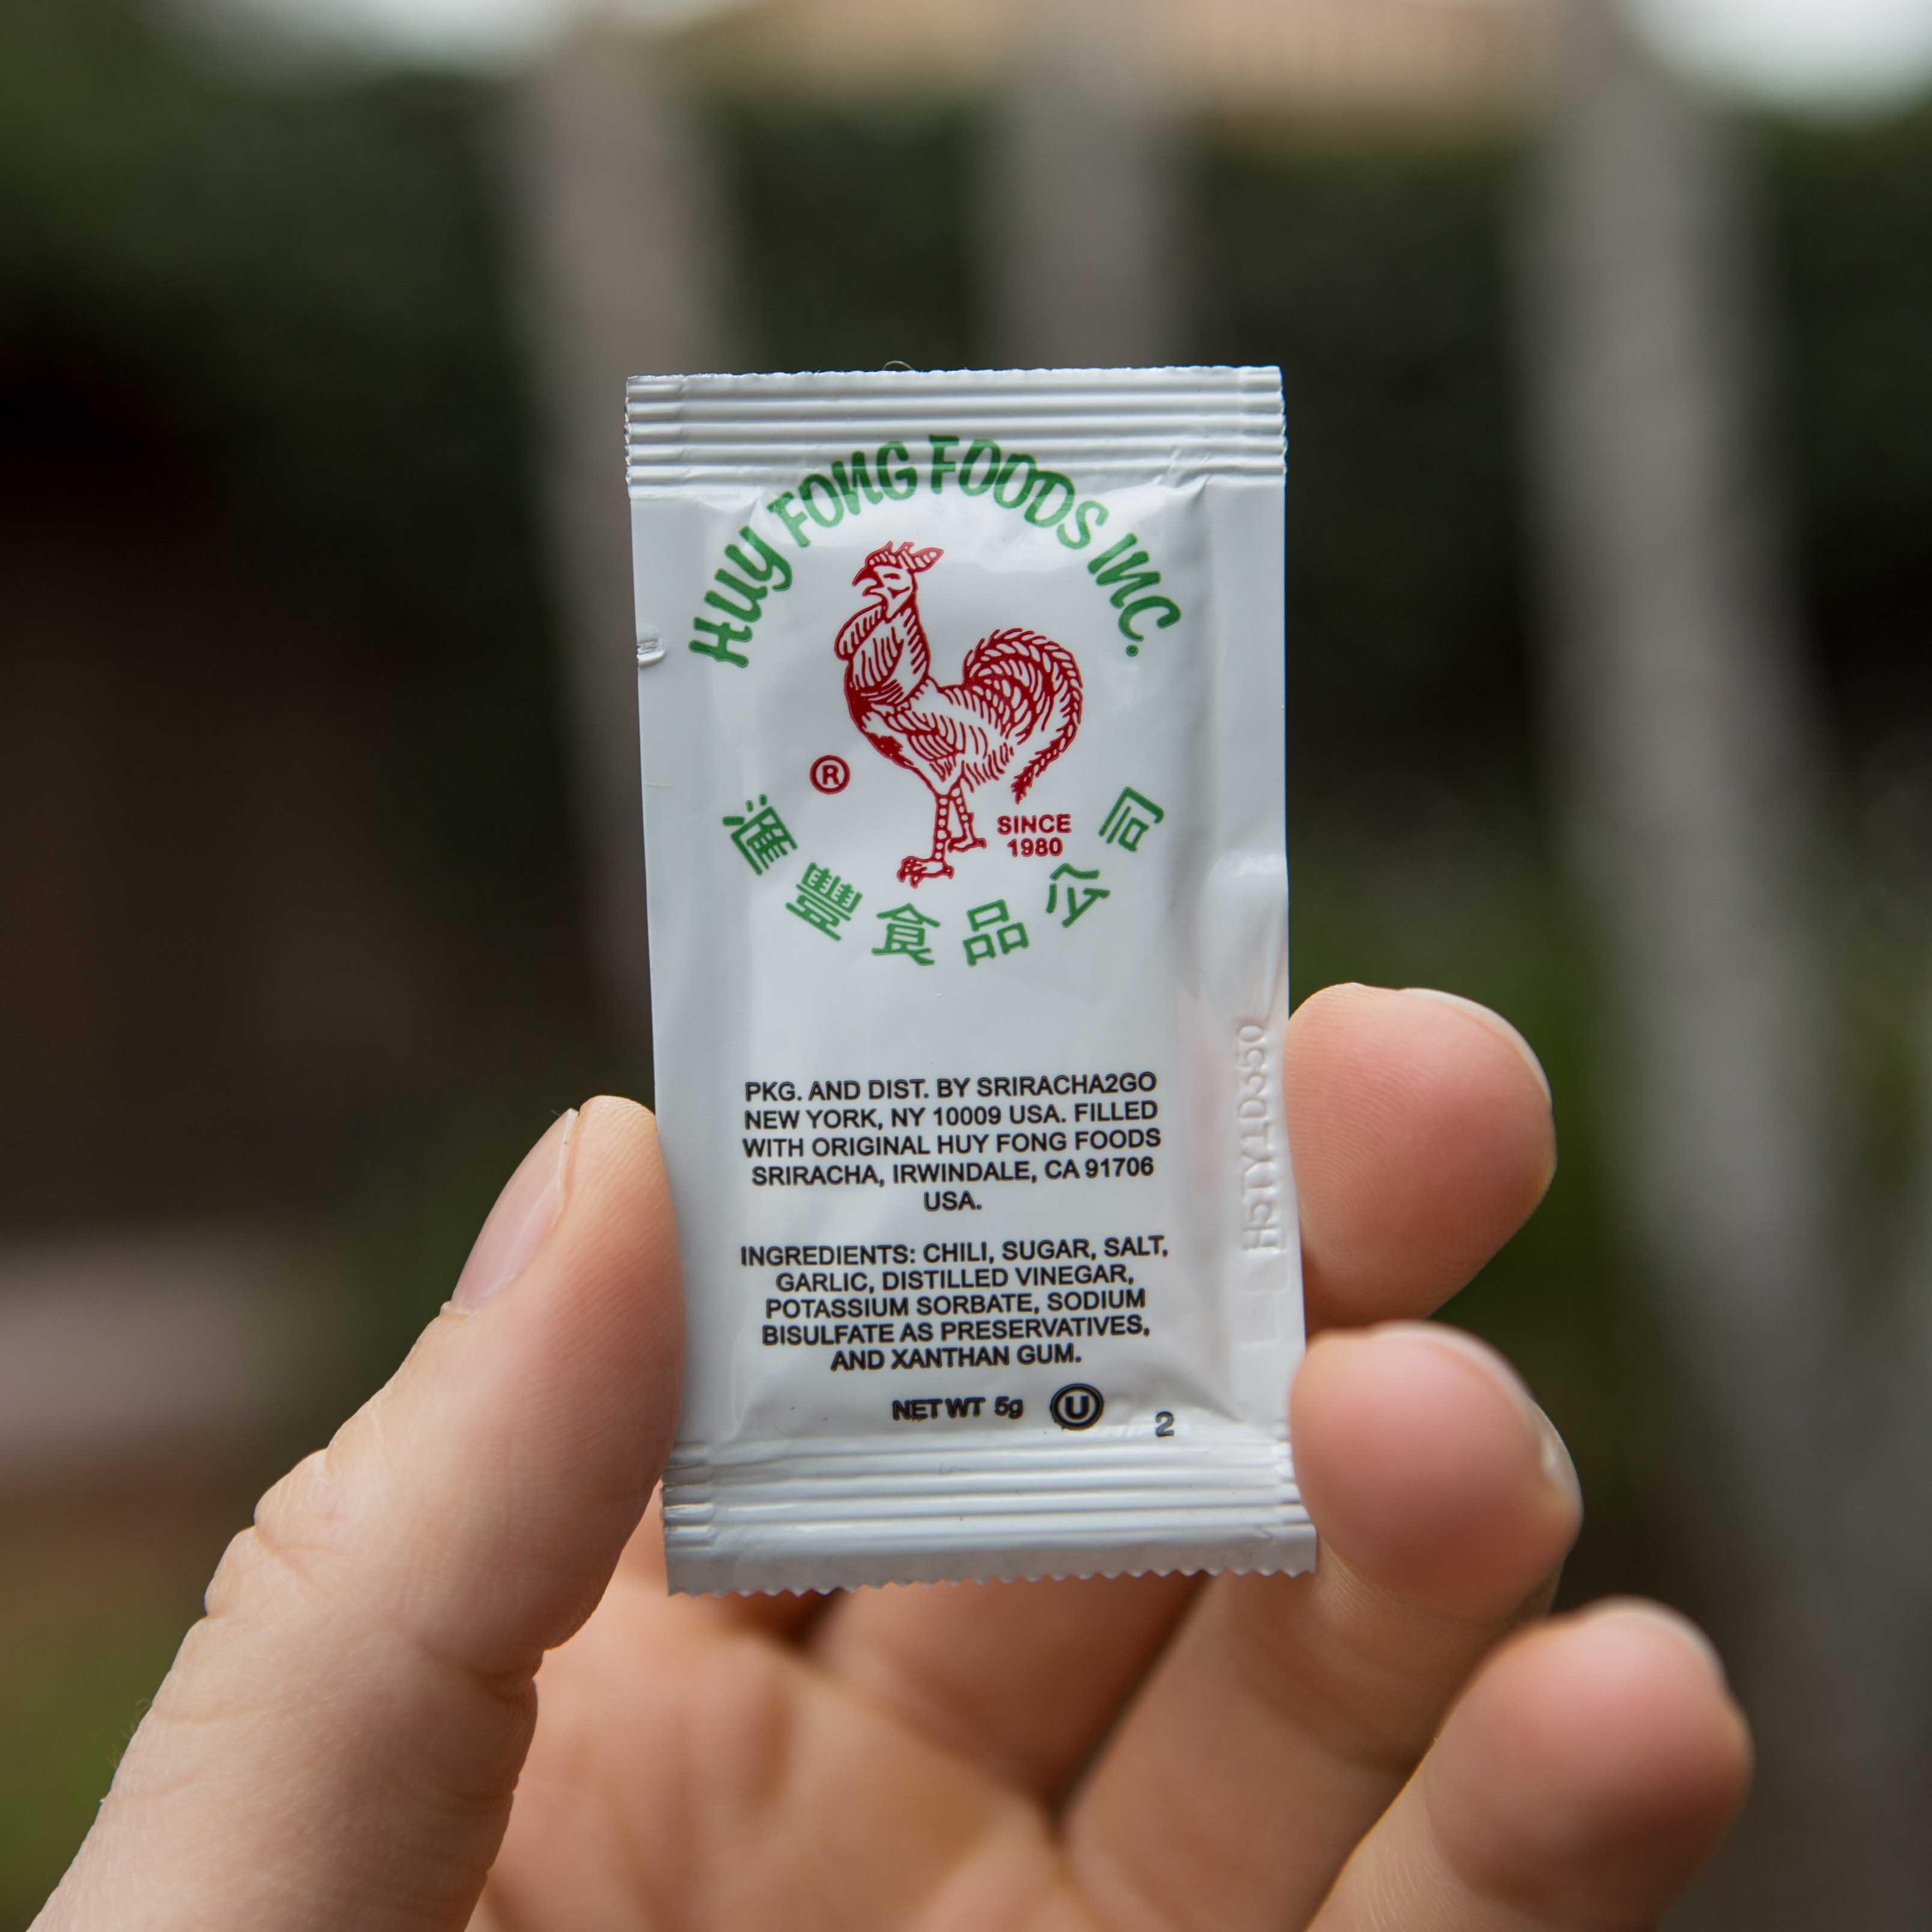 HUY FONG FOODS INC.
®
SINCE
1980
滙豐食品公司
PKG. AND DIST. BY SRIRACHA2GO
NEW YORK, NY 10009 USA. FILLED
WITH ORIGINAL HUY FONG FOODS
SRIRACHA, IRWINDALE, CA 91706
USA.
INGREDIENTS: CHILI, SUGAR, SALT,
GARLIC, DISTILLED VINEGAR,
POTASSIUM SORBATE, SODIUM
BISULFATE AS PRESERVATIVES,
AND XANTHAN GUM.
NET WT 5g U
2